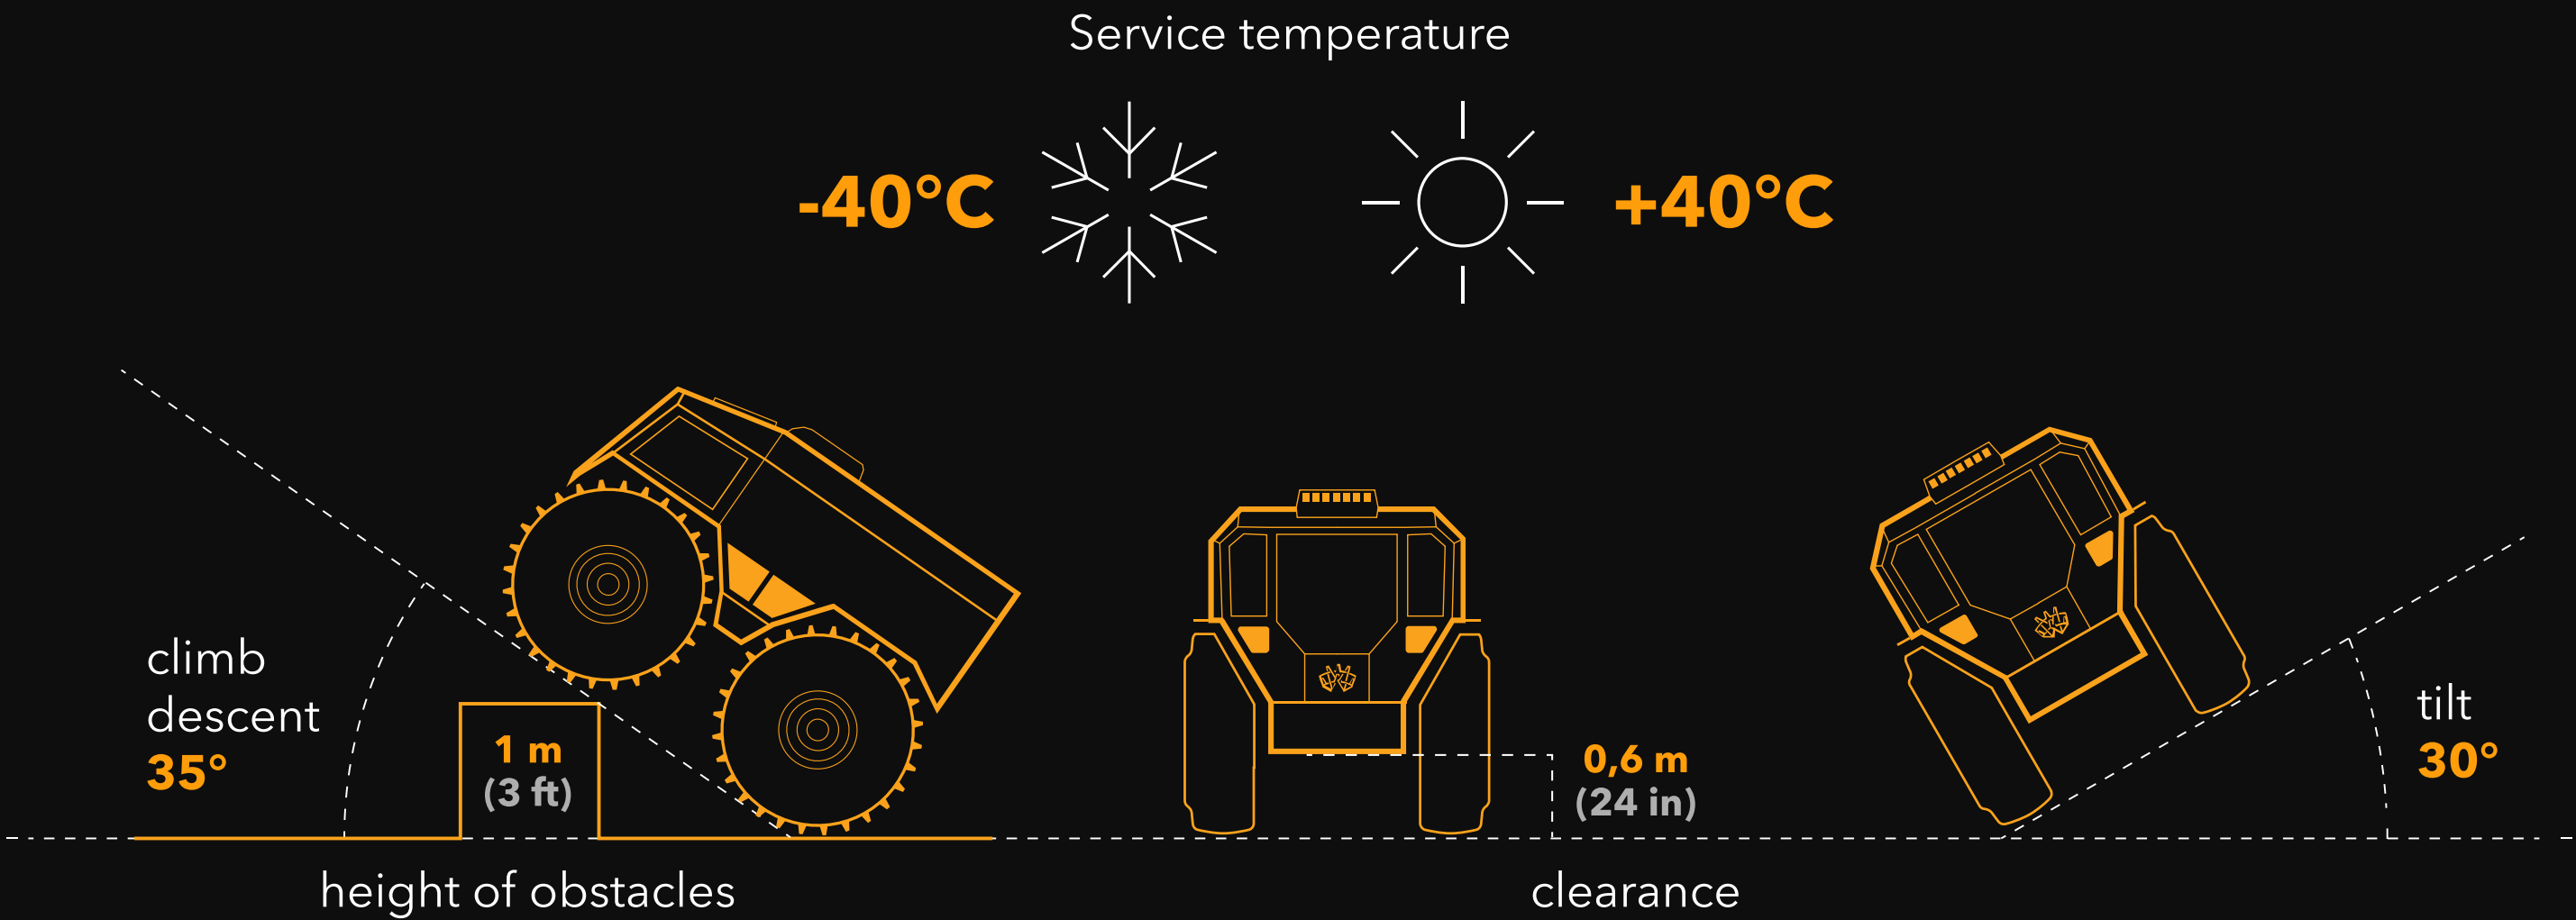 Service temperature
-40°C
+40°C
climb
descent
35°
1 m
(3 ft)
height of obstacles
0,6 m
(24 in)
clearance
tilt
30°